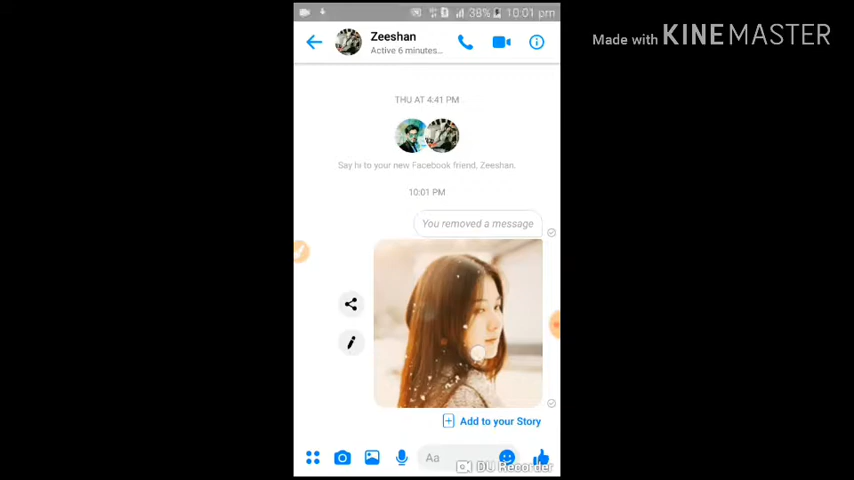 38% 10:01 pm
Made with KINEMASTER
Zeeshan
Active 6 minutes...
THU AT 4:41 PM
Say hi to your new Facebook friend, Zeeshan.
10:01 PM
You removed a message
Add to your Story
Aa
DU Recorder